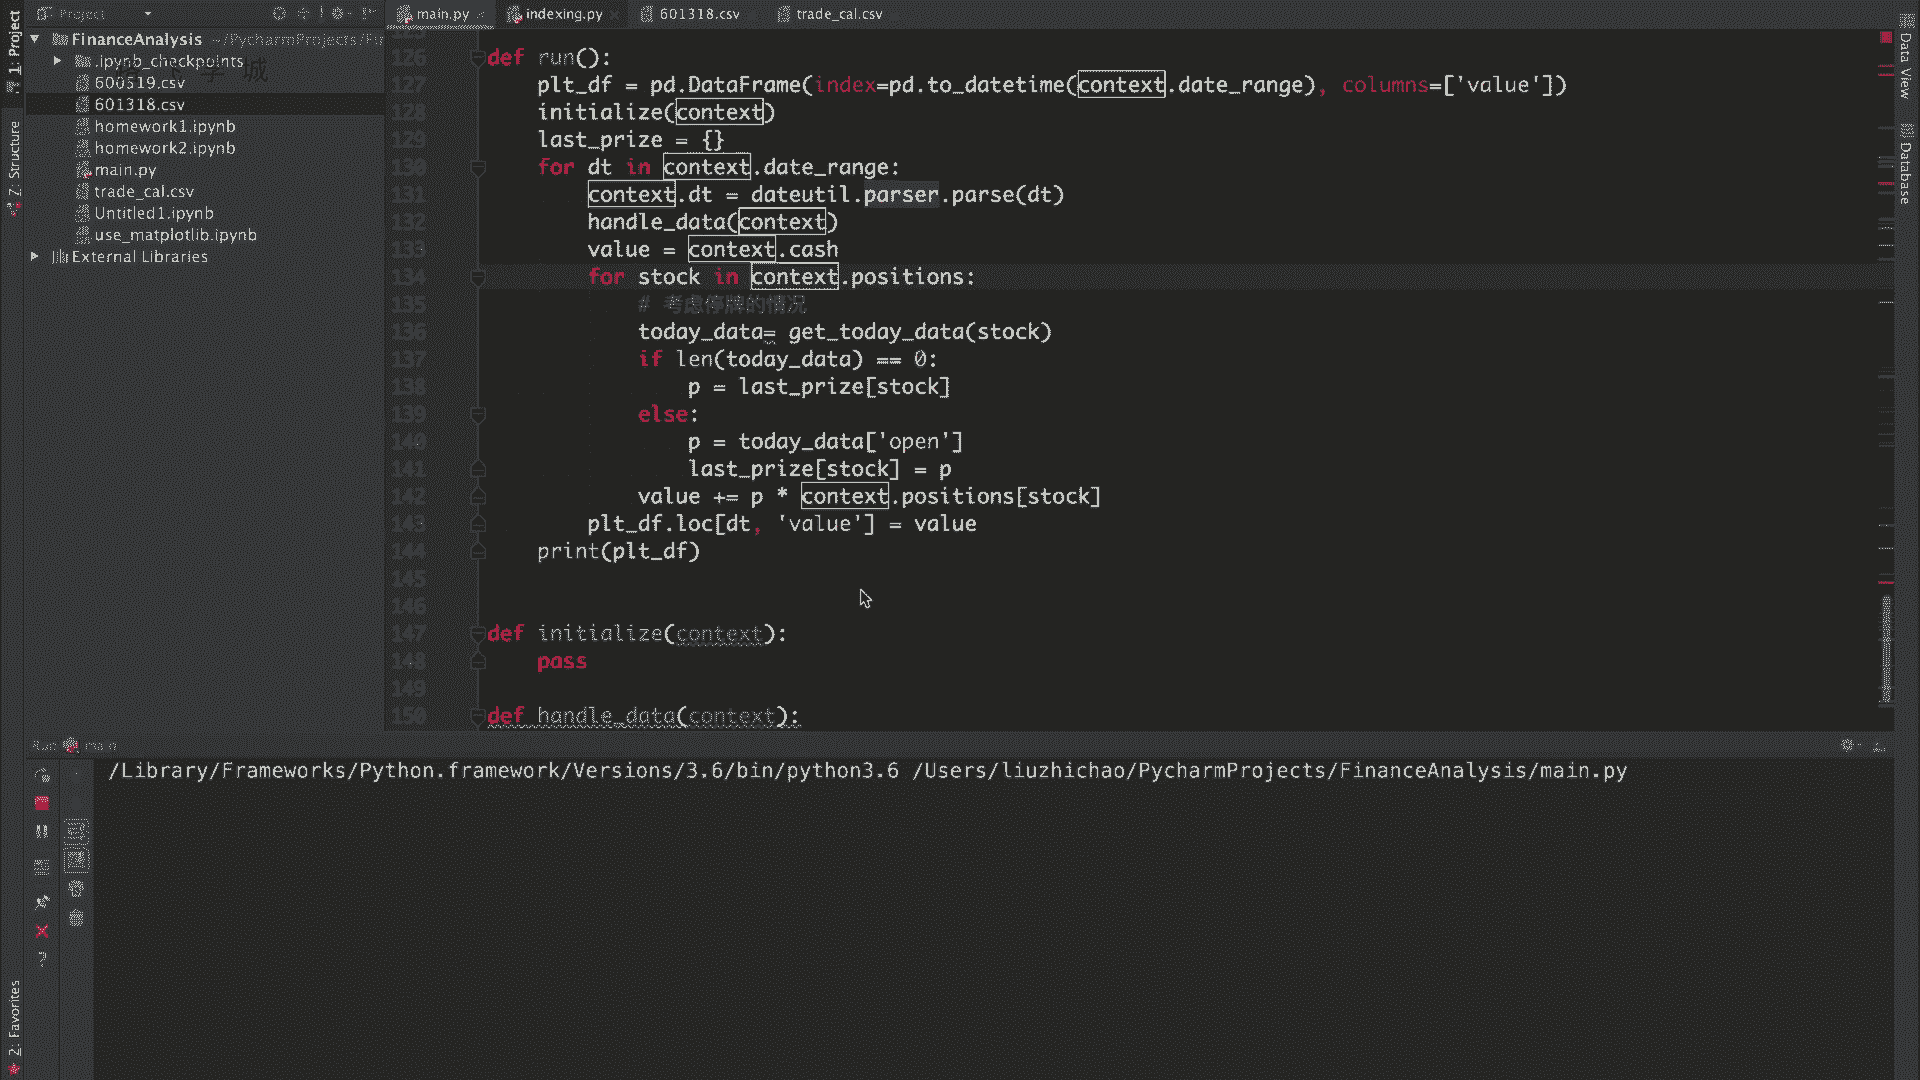 Project
main.py
indexing.py
601318.csv
trade_cal.csv
1: Project
Z: Structure
2: Favorites
FinanceAnalysis ~/PycharmProjects/Fi
.ipynb_checkpoints
600519.csv
601318.csv
homework1.ipynb
homework2.ipynb
main.py
trade_cal.csv
Untitled1.ipynb
use_matplotlib.ipynb
External Libraries
126 def run():
127 plt_df = pd.DataFrame(index=pd.to_datetime(context.date_range), columns=['value'])
128 initialize(context)
129 last_prize = {}
130 for dt in context.date_range:
131 context.dt = dateutil.parser.parse(dt)
132 handle_data(context)
133 value = context.cash
134 for stock in context.positions:
135 # 考虑停牌的情况
136 today_data= get_today_data(stock)
137 if len(today_data) == 0:
138 p = last_prize[stock]
139 else:
140 p = today_data['open']
141 last_prize[stock] = p
142 value += p * context.positions[stock]
143 plt_df.loc[dt, 'value'] = value
144 print(plt_df)
145
146
147 def initialize(context):
148 pass
149
150 def handle_data(context):
Data View
Database
Run main
/Library/Frameworks/Python.framework/Versions/3.6/bin/python3.6 /Users/liuzhichao/PycharmProjects/FinanceAnalysis/main.py